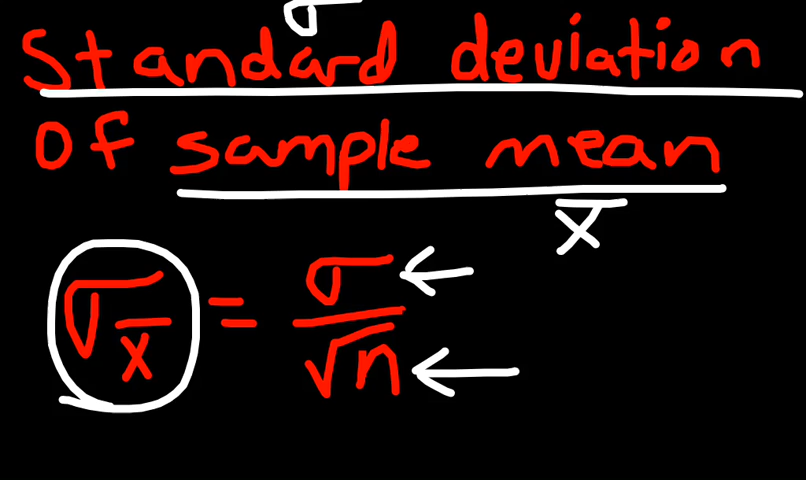 σ
Standard deviation
of sample mean
x̄
σx̄ = σ/√n